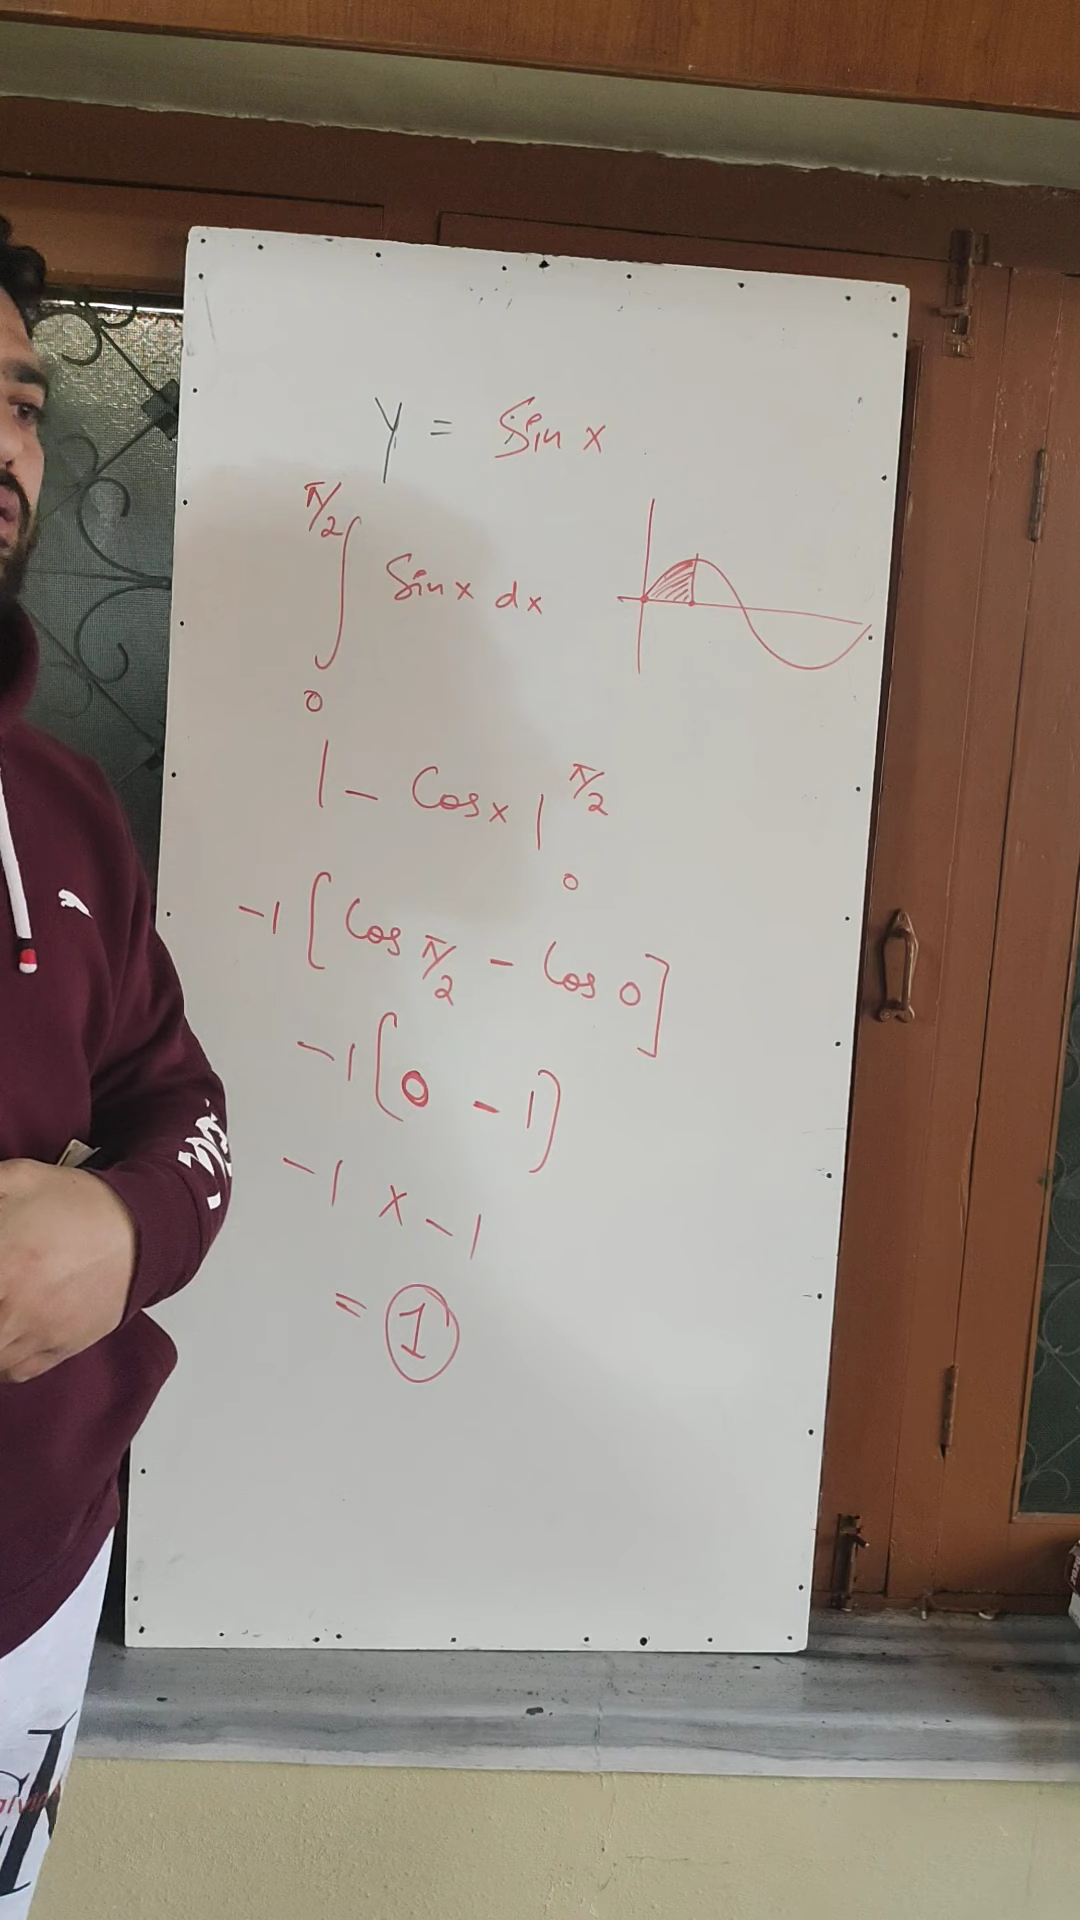 y = Sin x
π/2
∫ Sin x dx
0
| - Cos x | π/2
0
-1 [ Cos π/2 - Cos 0 ]
-1 [ 0 - 1 ]
-1 x -1
= 1